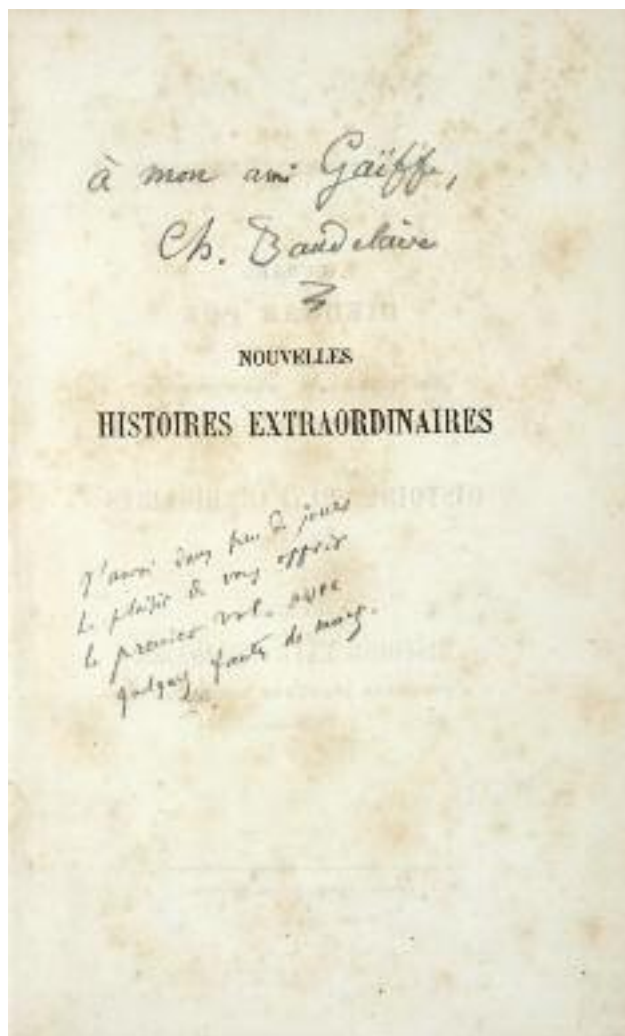 à mon ami Gaïffe,
Ch. Baudelaire
NOUVELLES
HISTOIRES EXTRAORDINAIRES
J'aurai dans peu de jours
le plaisir de vous offrir
le premier vol. avec
quelques fautes de moins.